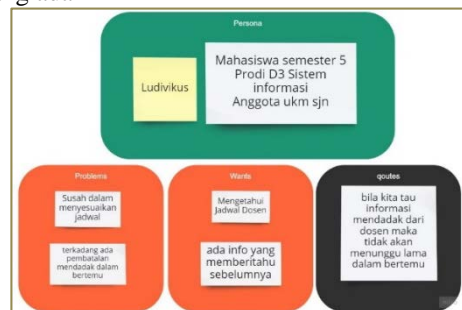 Persona
Ludivikus
Mahasiswa semester 5
Prodi D3 Sistem
informasi
Anggota ukm sjn
Problems
Susah dalam
menyesuaikan
jadwal
terkadang ada
pembatalan
mendadak dalam
bertemu
Wants
Mengetahui
Jadwal Dosen
ada info yang
memberitahu
sebelumnya
qoutes
bila kita tau
informasi
mendadak dari
dosen maka
tidak akan
menunggu lama
dalam bertemu